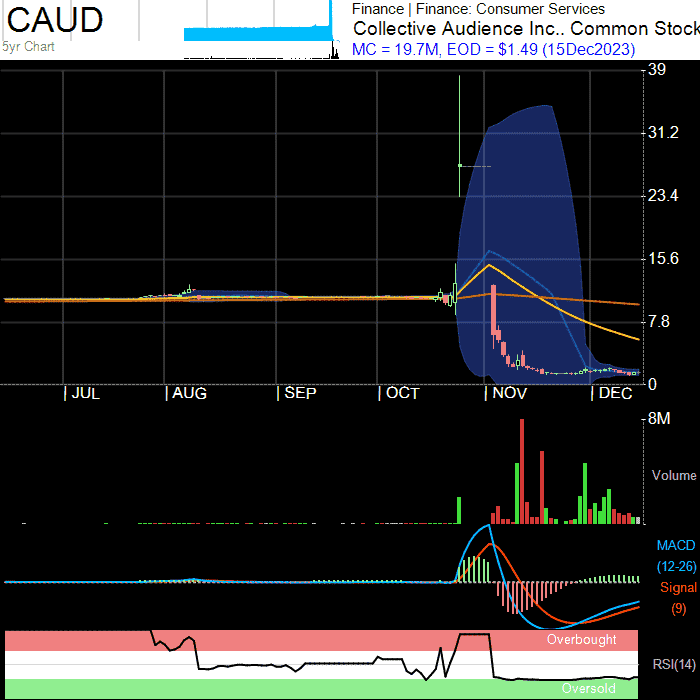 CAUD
5yr Chart
Finance | Finance: Consumer Services
Collective Audience Inc.. Common Stock
MC = 19.7M, EOD = $1.49 (15Dec2023)
39
31.2
23.4
15.6
7.8
0
| JUL | AUG | SEP | OCT | NOV | DEC
8M
Volume
MACD
(12-26)
Signal
(9)
Overbought
RSI(14)
Oversold